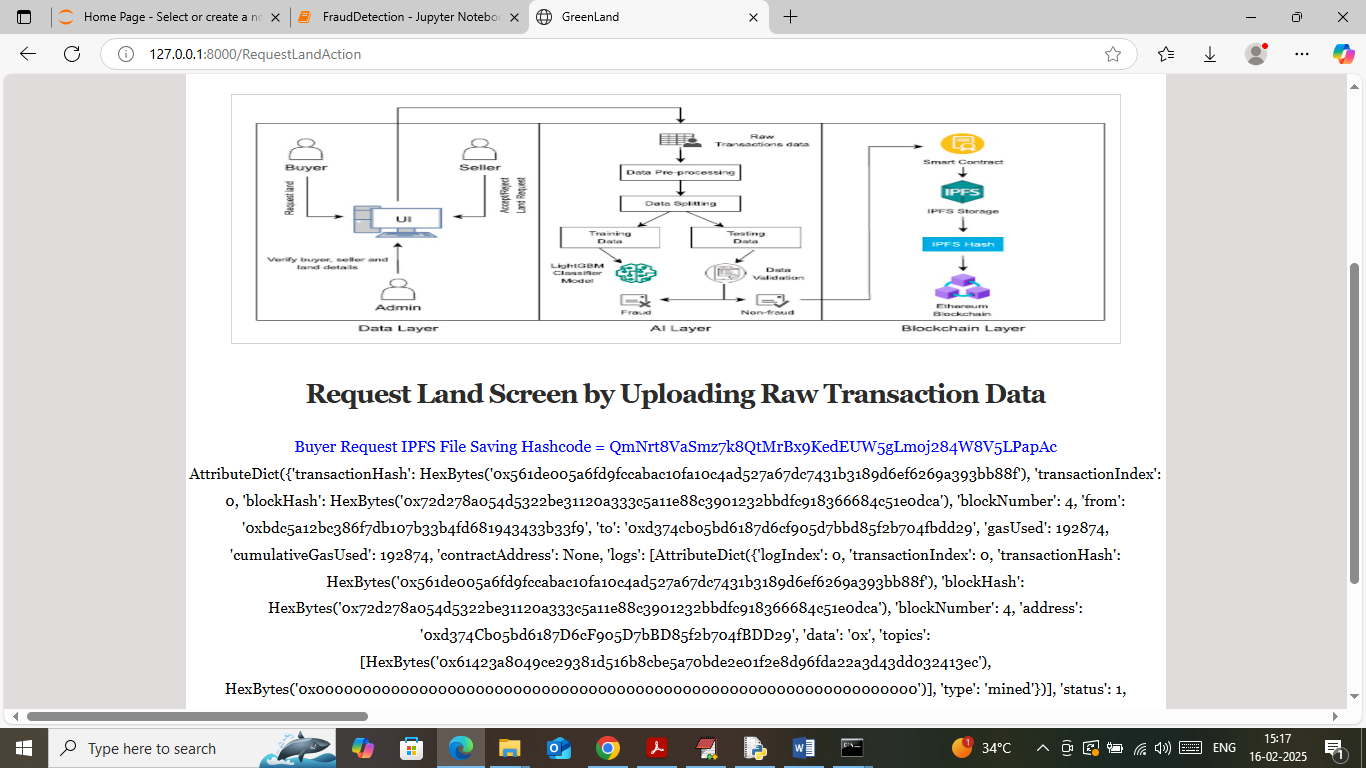 Home Page - Select or create a no
FraudDetection - Jupyter Notebook
GreenLand
127.0.0.1:8000/RequestLandAction
Buyer
Seller
Request land
Accept/Reject
Land Request
UI
Verify buyer, seller and
land details
Admin
Data Layer
Raw
Transactions data
Data Pre-processing
Data Splitting
Training
Data
Testing
Data
LightGBM
Classifier
Model
Data
Validation
Fraud
Non-fraud
AI Layer
Smart Contract
IPFS
IPFS Storage
IPFS Hash
Ethereum
Blockchain
Blockchain Layer
Request Land Screen by Uploading Raw Transaction Data
Buyer Request IPFS File Saving Hashcode = QmNrt8VaSmz7k8QtMrBx9KedEUW5gLmoj284W8V5LPapAc
AttributeDict({'transactionHash': HexBytes('0x561de005a6fd9fccabac10fa10c4ad527a67dc7431b3189d6ef6269a393bb88f'), 'transactionIndex':
0, 'blockHash': HexBytes('0x72d278a054d5322be31120a333c5a11e88c3901232bbdfc918366684c51e0dca'), 'blockNumber': 4, 'from':
'0xbdc5a12bc386f7db107b33b4fd681943433b33f9', 'to': '0xd374cb05bd6187d6cf905d7bbd85f2b704fbdd29', 'gasUsed': 192874,
'cumulativeGasUsed': 192874, 'contractAddress': None, 'logs': [AttributeDict({'logIndex': 0, 'transactionIndex': 0, 'transactionHash':
HexBytes('0x561de005a6fd9fccabac10fa10c4ad527a67dc7431b3189d6ef6269a393bb88f'), 'blockHash':
HexBytes('0x72d278a054d5322be31120a333c5a11e88c3901232bbdfc918366684c51e0dca'), 'blockNumber': 4, 'address':
'0xd374Cb05bd6187D6cF905D7bBD85f2b704fBDD29', 'data': '0x', 'topics':
[HexBytes('0x61423a8049ce29381d516b8cbe5a70bde2e01f2e8d96fda22a3d43dd032413ec'),
HexBytes('0x0000000000000000000000000000000000000000000000000000000000000000')], 'type': 'mined'})], 'status': 1,
Type here to search
1
34°C
ENG
15:17
16-02-2025
1